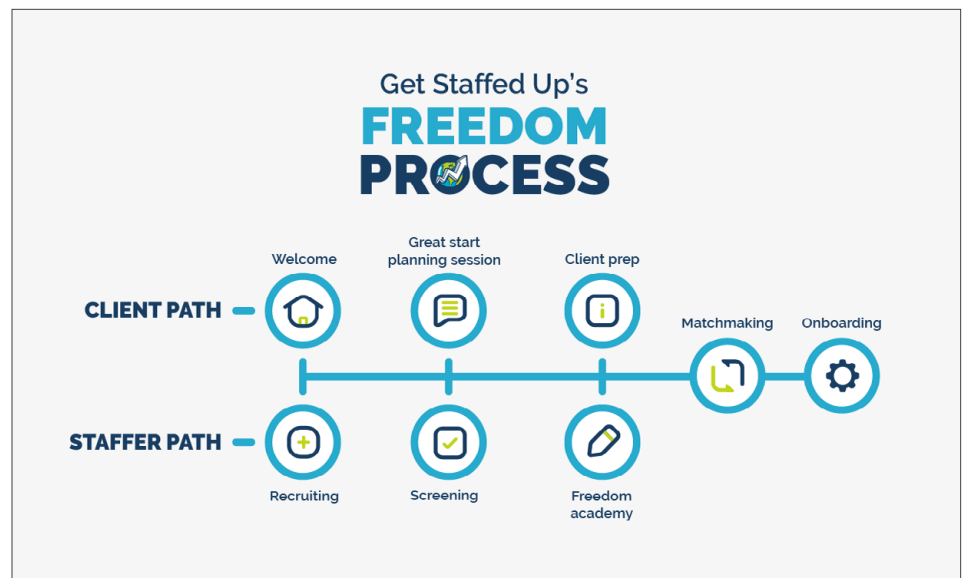 Get Staffed Up's
FREEDOM
PROCESS
Welcome
Great start
planning session
Client prep
CLIENT PATH
Matchmaking
Onboarding
STAFFER PATH
Recruiting
Screening
Freedom
academy